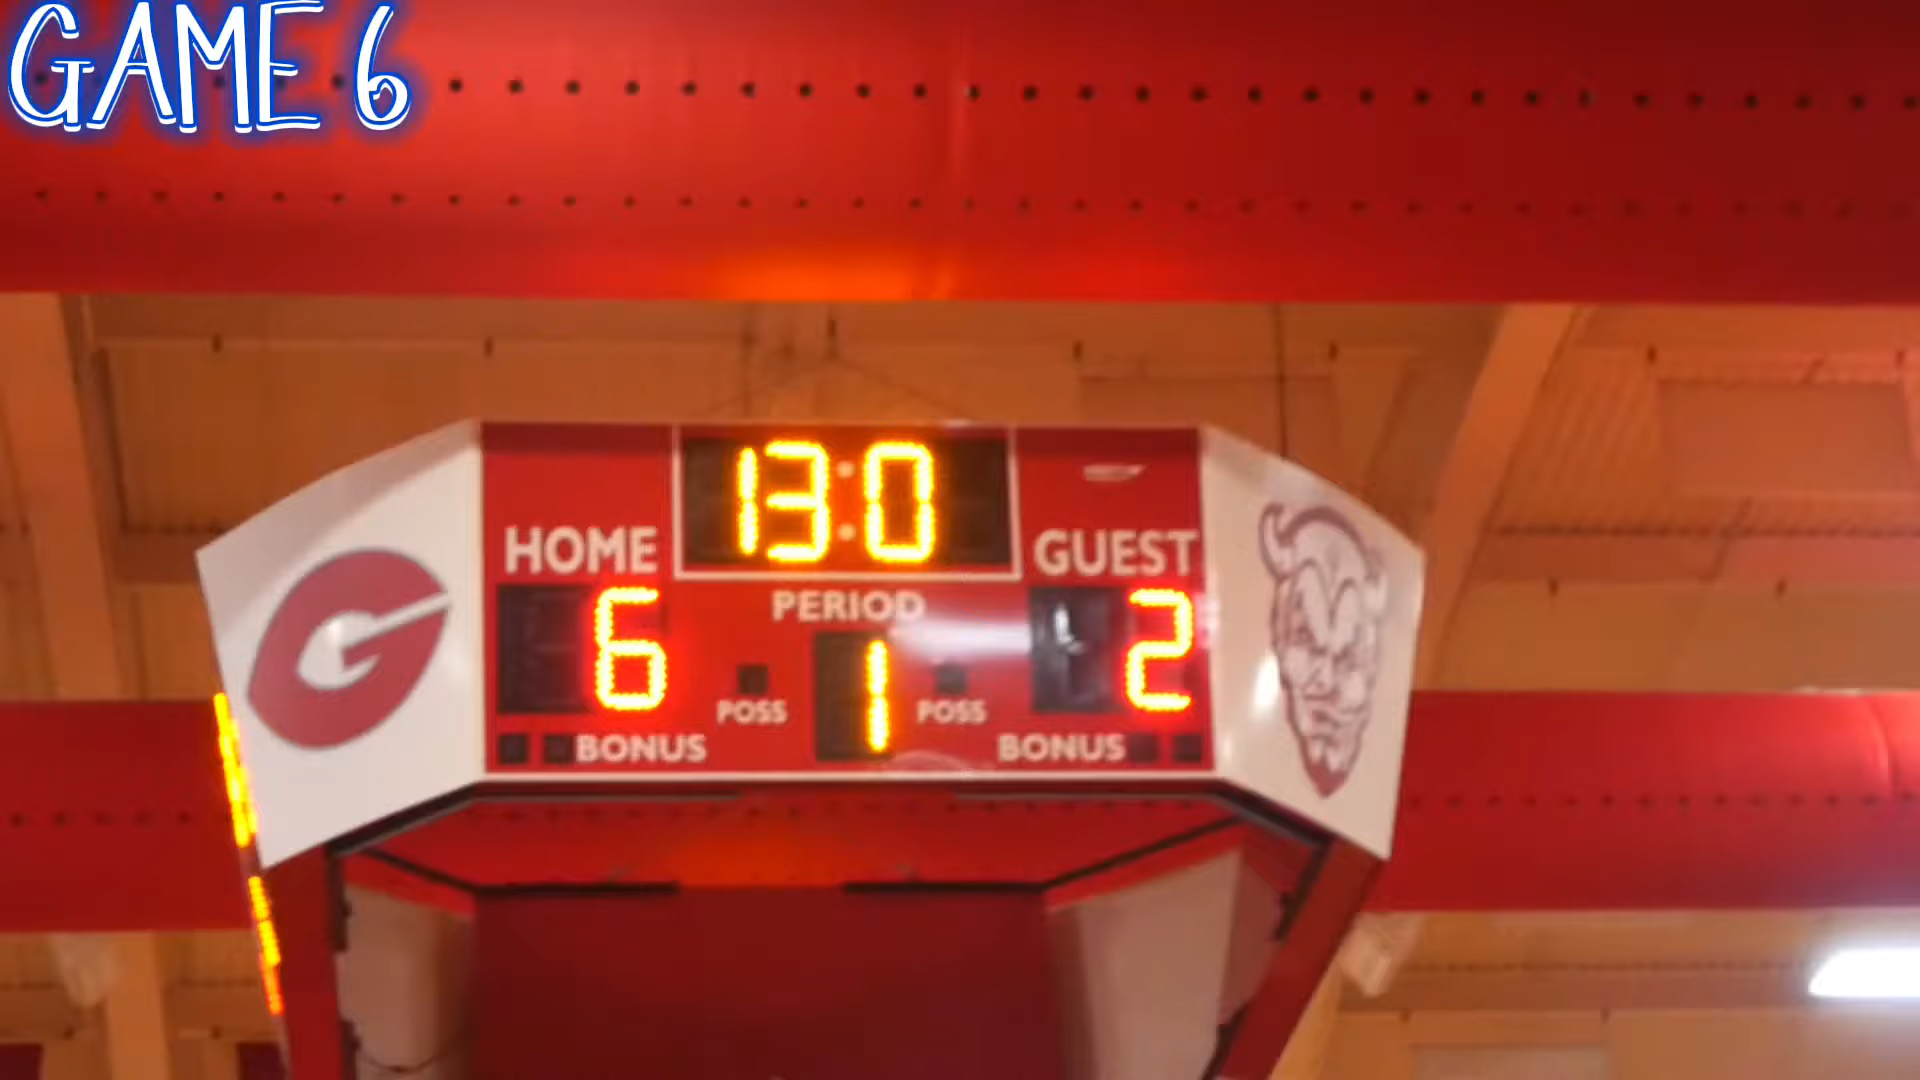 GAME 6
13:0
HOME
GUEST
6
PERIOD
2
1
POSS
POSS
BONUS
BONUS
G